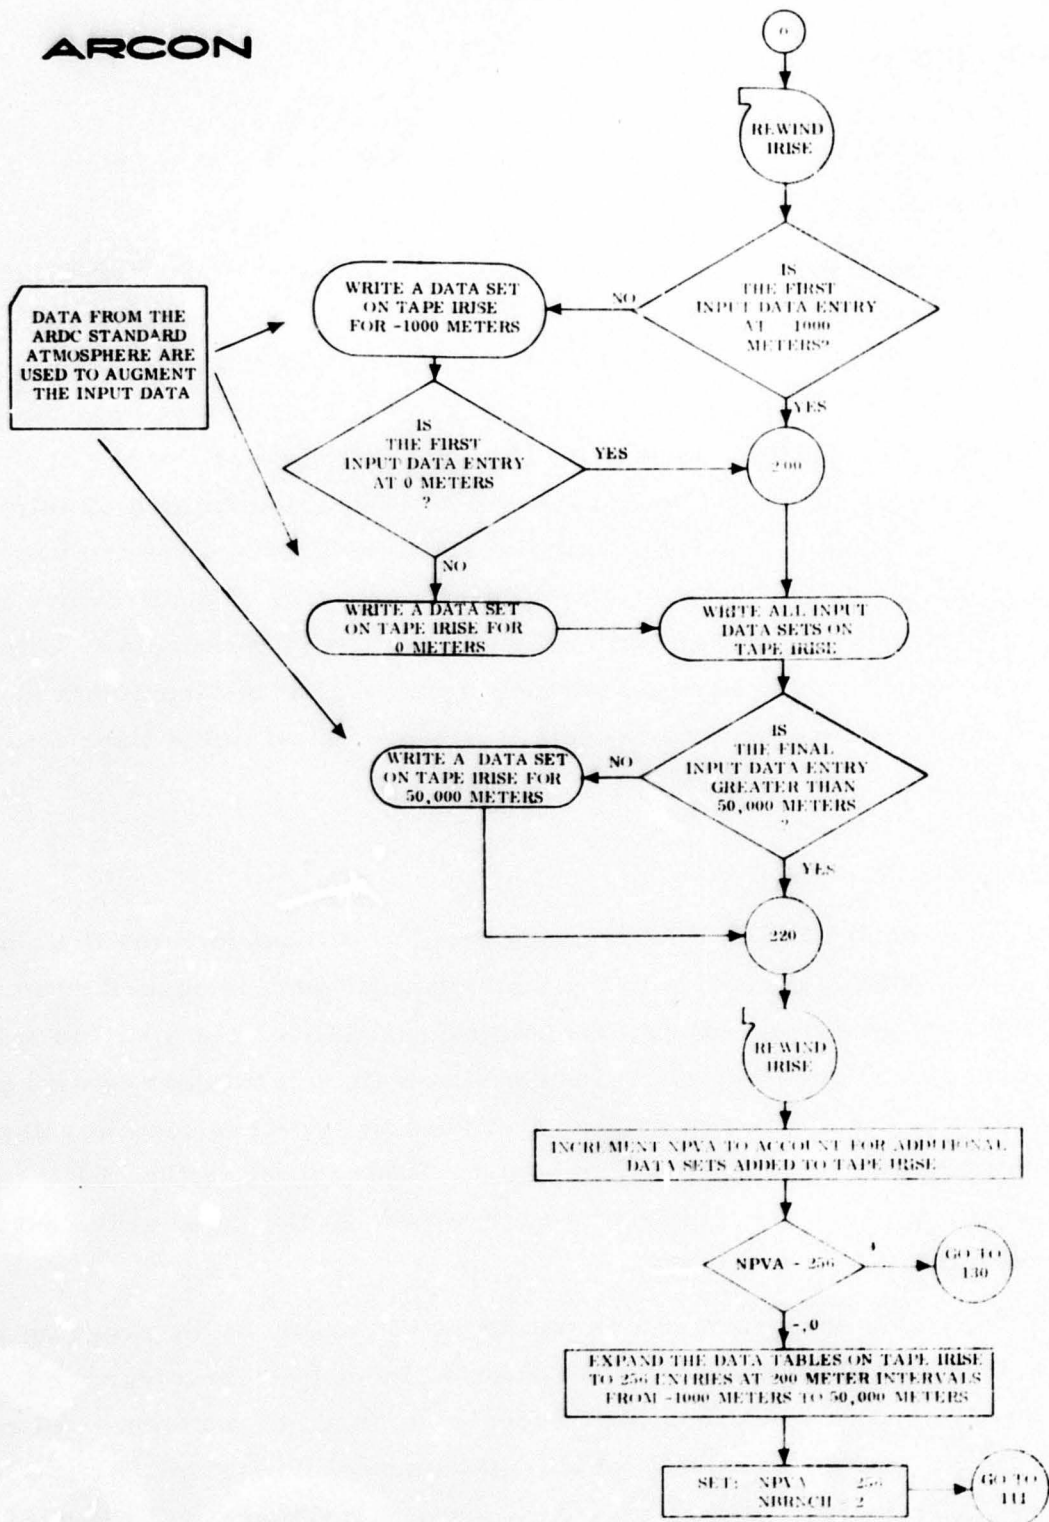 ARCON
0
REWIND
IRISE
IS
THE FIRST
INPUT DATA ENTRY
AT -1000
METERS?
NO
YES
WRITE A DATA SET
ON TAPE IRISE
FOR -1000 METERS
DATA FROM THE
ARDC STANDARD
ATMOSPHERE ARE
USED TO AUGMENT
THE INPUT DATA
IS
THE FIRST
INPUT DATA ENTRY
AT 0 METERS
?
YES
NO
200
WRITE A DATA SET
ON TAPE IRISE FOR
0 METERS
WRITE ALL INPUT
DATA SETS ON
TAPE IRISE
IS
THE FINAL
INPUT DATA ENTRY
GREATER THAN
50,000 METERS
?
NO
YES
WRITE A DATA SET
ON TAPE IRISE FOR
50,000 METERS
220
REWIND
IRISE
INCREMENT NPVA TO ACCOUNT FOR ADDITIONAL
DATA SETS ADDED TO TAPE IRISE
NPVA - 256
+
GO TO
130
-,0
EXPAND THE DATA TABLES ON TAPE IRISE
TO 256 ENTRIES AT 200 METER INTERVALS
FROM -1000 METERS TO 50,000 METERS
SET: NPVA 256
NBRNCH - 2
GO TO